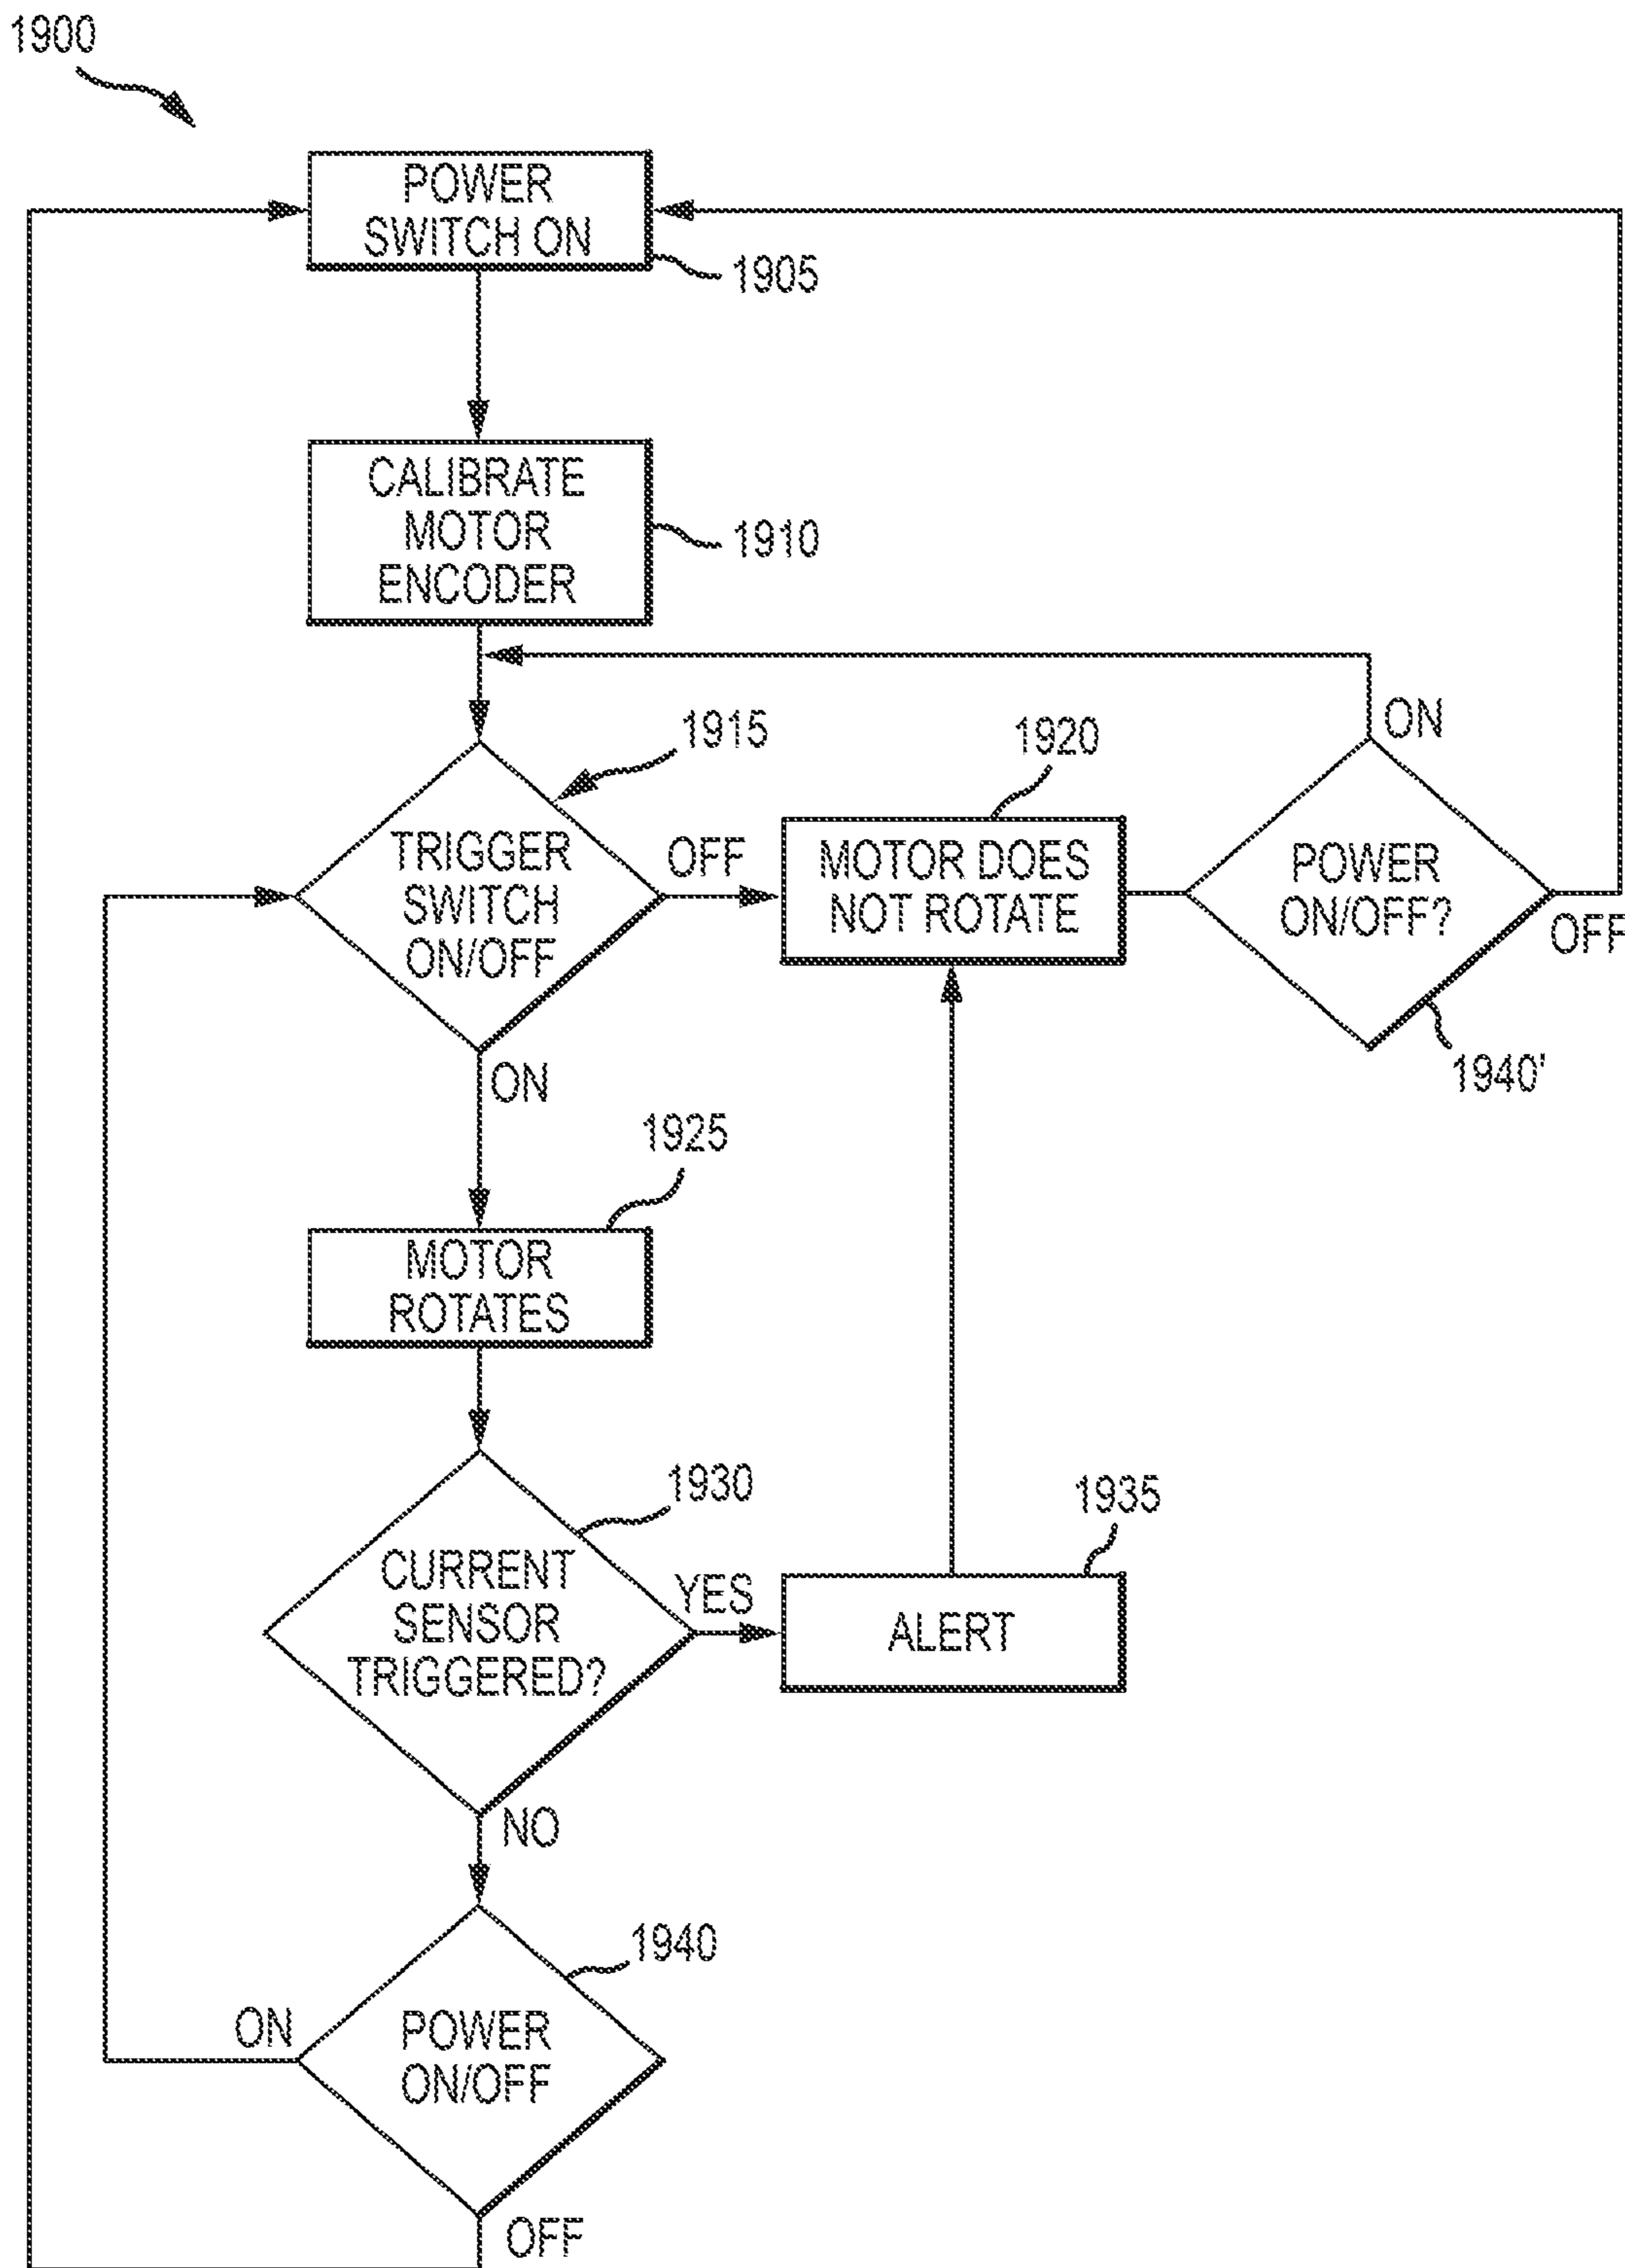 1900
POWER
SWITCH ON
1905
CALIBRATE
MOTOR
ENCODER
1910
1915
TRIGGER
SWITCH
ON/OFF
OFF
ON
1920
MOTOR DOES
NOT ROTATE
ON
POWER
ON/OFF?
OFF
1940'
1925
MOTOR
ROTATES
1930
CURRENT
SENSOR
TRIGGERED?
YES
NO
1935
ALERT
1940
ON
POWER
ON/OFF
OFF